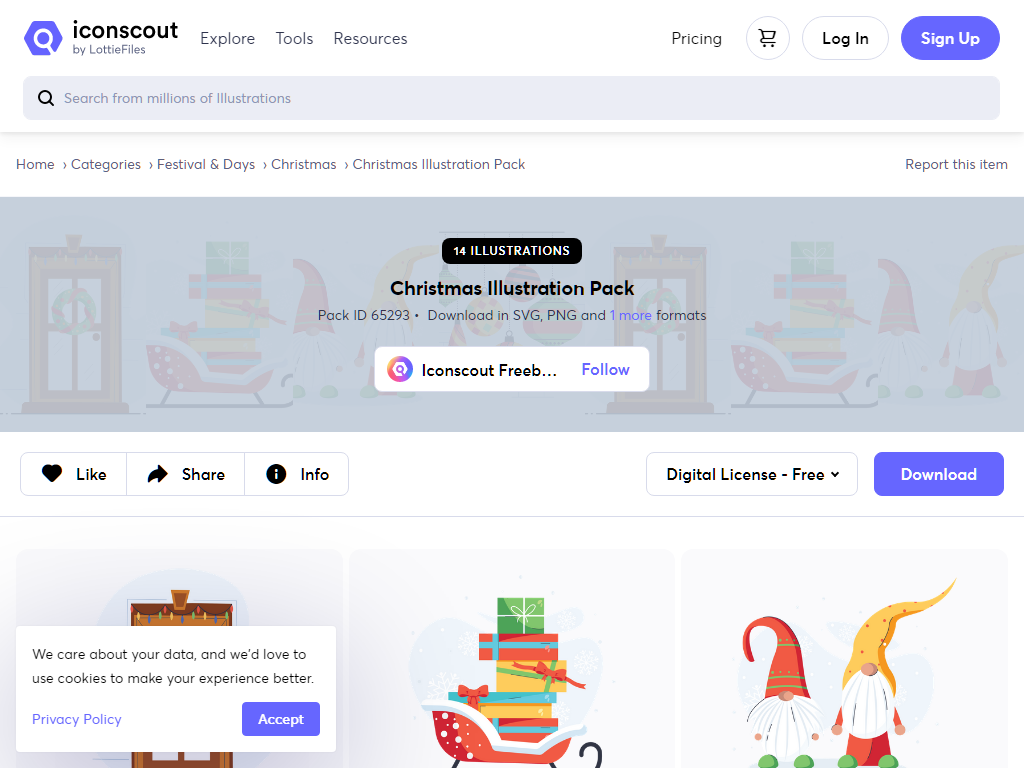 iconscout
by LottieFiles
Explore Tools Resources
Pricing Log In Sign Up
Search from millions of Illustrations
Home › Categories › Festival & Days › Christmas › Christmas Illustration Pack
Report this item
14 ILLUSTRATIONS
Christmas Illustration Pack
Pack ID 65293 • Download in SVG, PNG and 1 more formats
Iconscout Freeb... Follow
Like Share Info
Digital License - Free Download
We care about your data, and we'd love to
use cookies to make your experience better.
Privacy Policy Accept